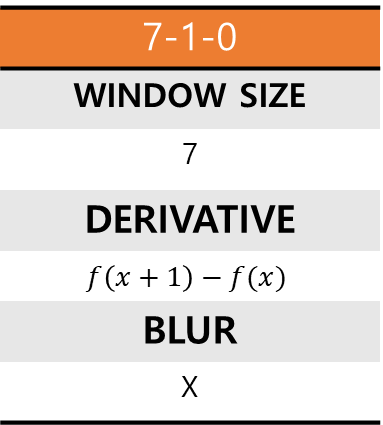 7-1-0
WINDOW SIZE
7
DERIVATIVE
f(x + 1) − f(x)
BLUR
X